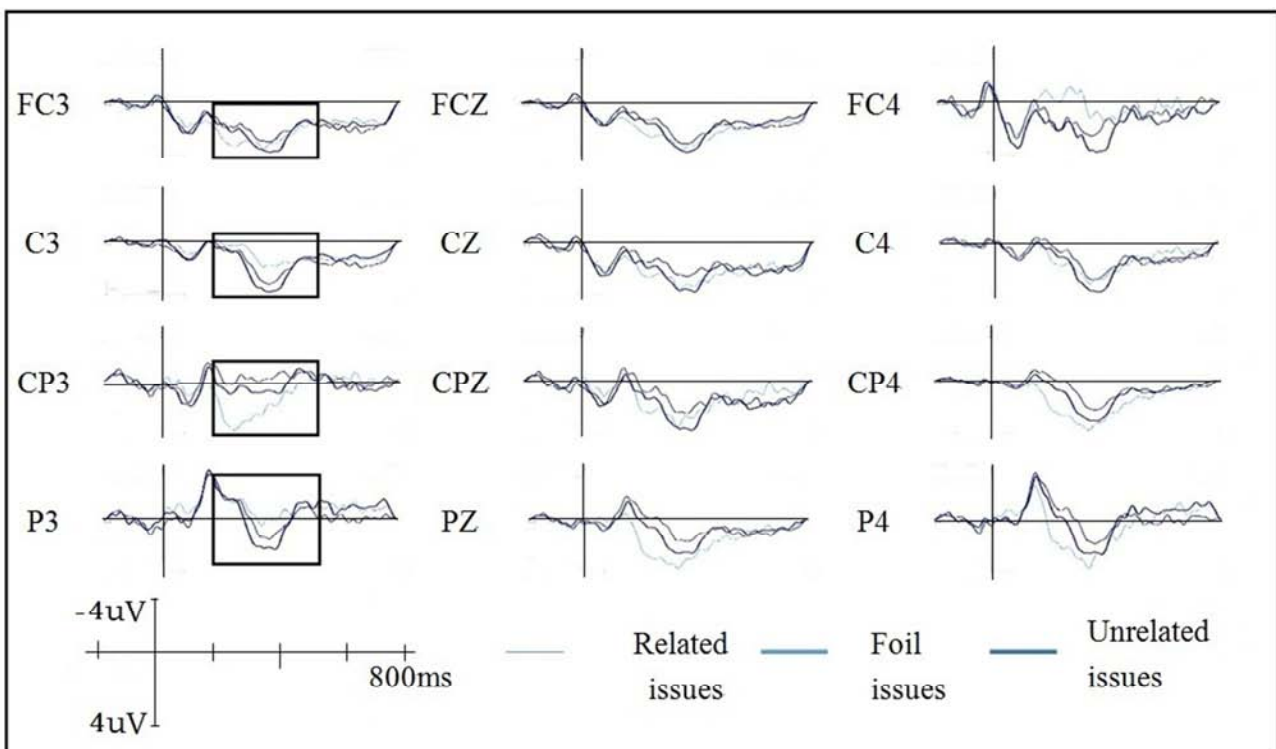 FC3 FCZ FC4
C3 CZ C4
CP3 CPZ CP4
P3 PZ P4
-4uV
800ms
4uV
Related
issues
Foil
issues
Unrelated
issues